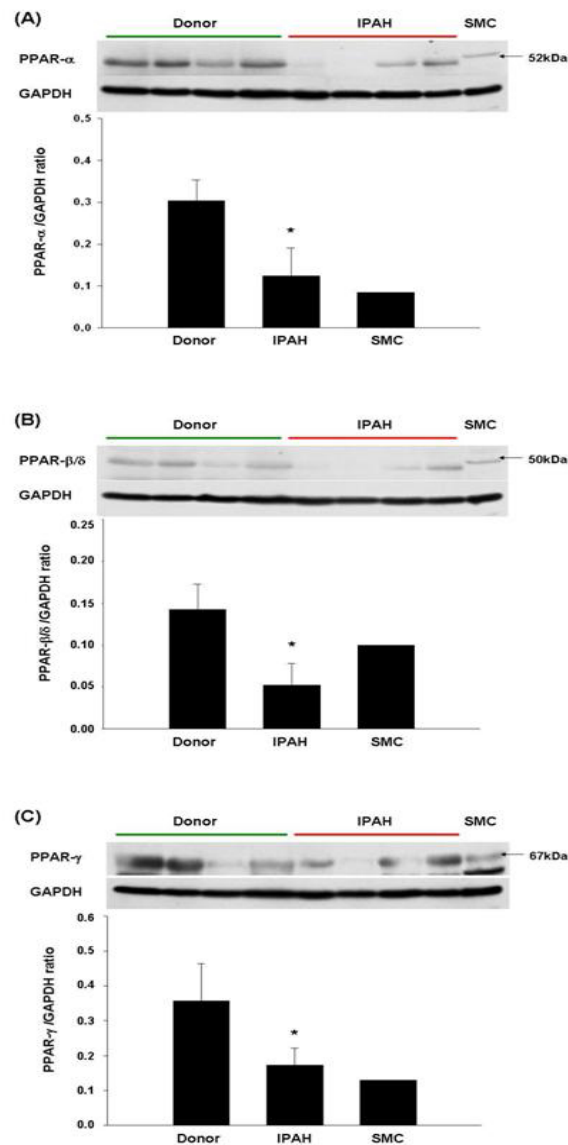 (A) Donor IPAH SMC
PPAR-α 52kDa
GAPDH
0.5
0.4
0.3
0.2
0.1
0.0
PPAR-α /GAPDH ratio
*
Donor IPAH SMC
(B) Donor IPAH SMC
PPAR-β/δ 50kDa
GAPDH
0.25
0.20
0.15
0.10
0.05
0.00
PPAR-β/δ /GAPDH ratio
*
Donor IPAH SMC
(C) Donor IPAH SMC
PPAR-γ 67kDa
GAPDH
0.6
0.5
0.4
0.3
0.2
0.1
0.0
PPAR-γ /GAPDH ratio
*
Donor IPAH SMC